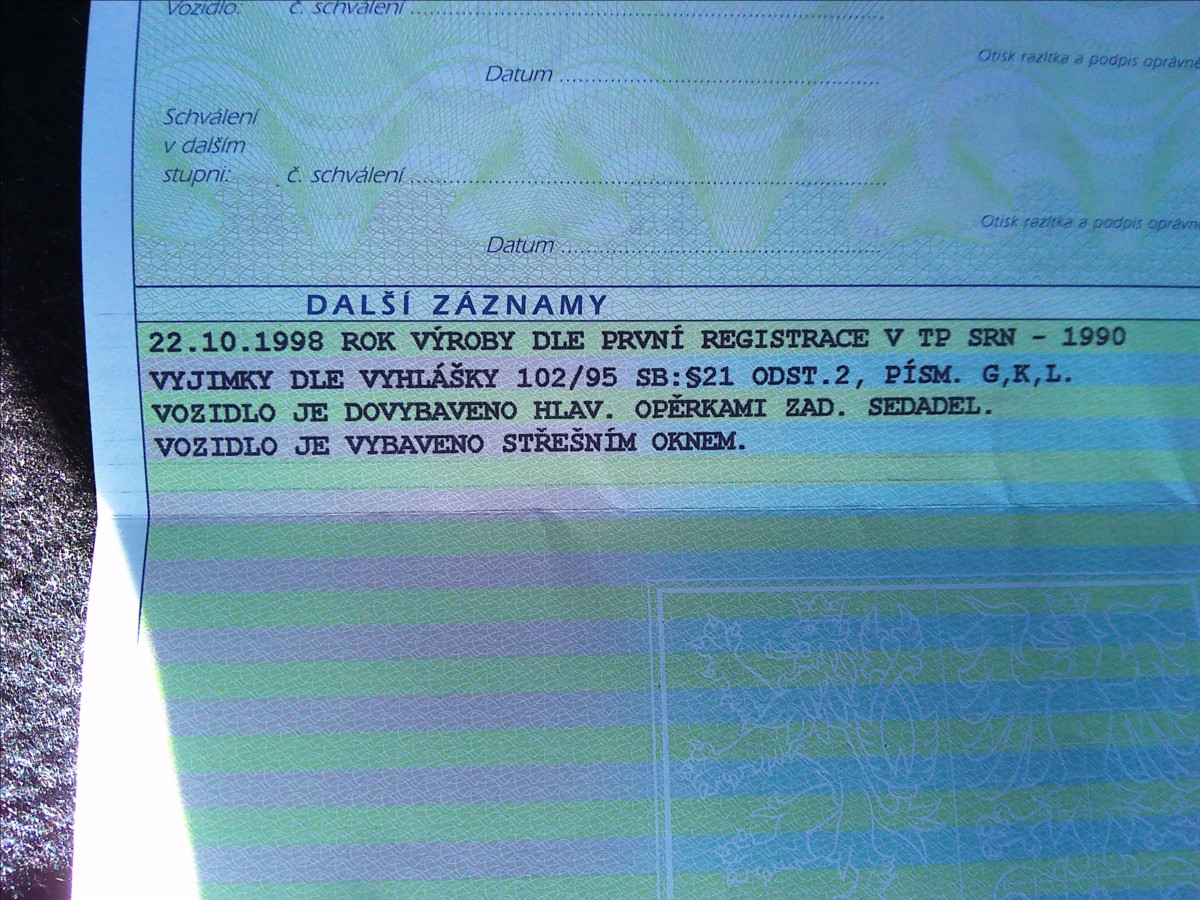 Vozidlo: č. schválení
Datum
Otisk razítka a podpis oprávně
Schválení
v dalším
stupni: č. schválení
Otisk razítka a podpis oprávně
Datum
DALŠÍ ZÁZNAMY
22.10.1998 ROK VÝROBY DLE PRVNÍ REGISTRACE V TP SRN - 1990
VYJIMKY DLE VYHLÁŠKY 102/95 SB:§21 ODST.2, PÍSM. G,K,L.
VOZIDLO JE DOVYBAVENO HLAV. OPĚRKAMI ZAD. SEDADEL.
VOZIDLO JE VYBAVENO STŘEŠNÍM OKNEM.